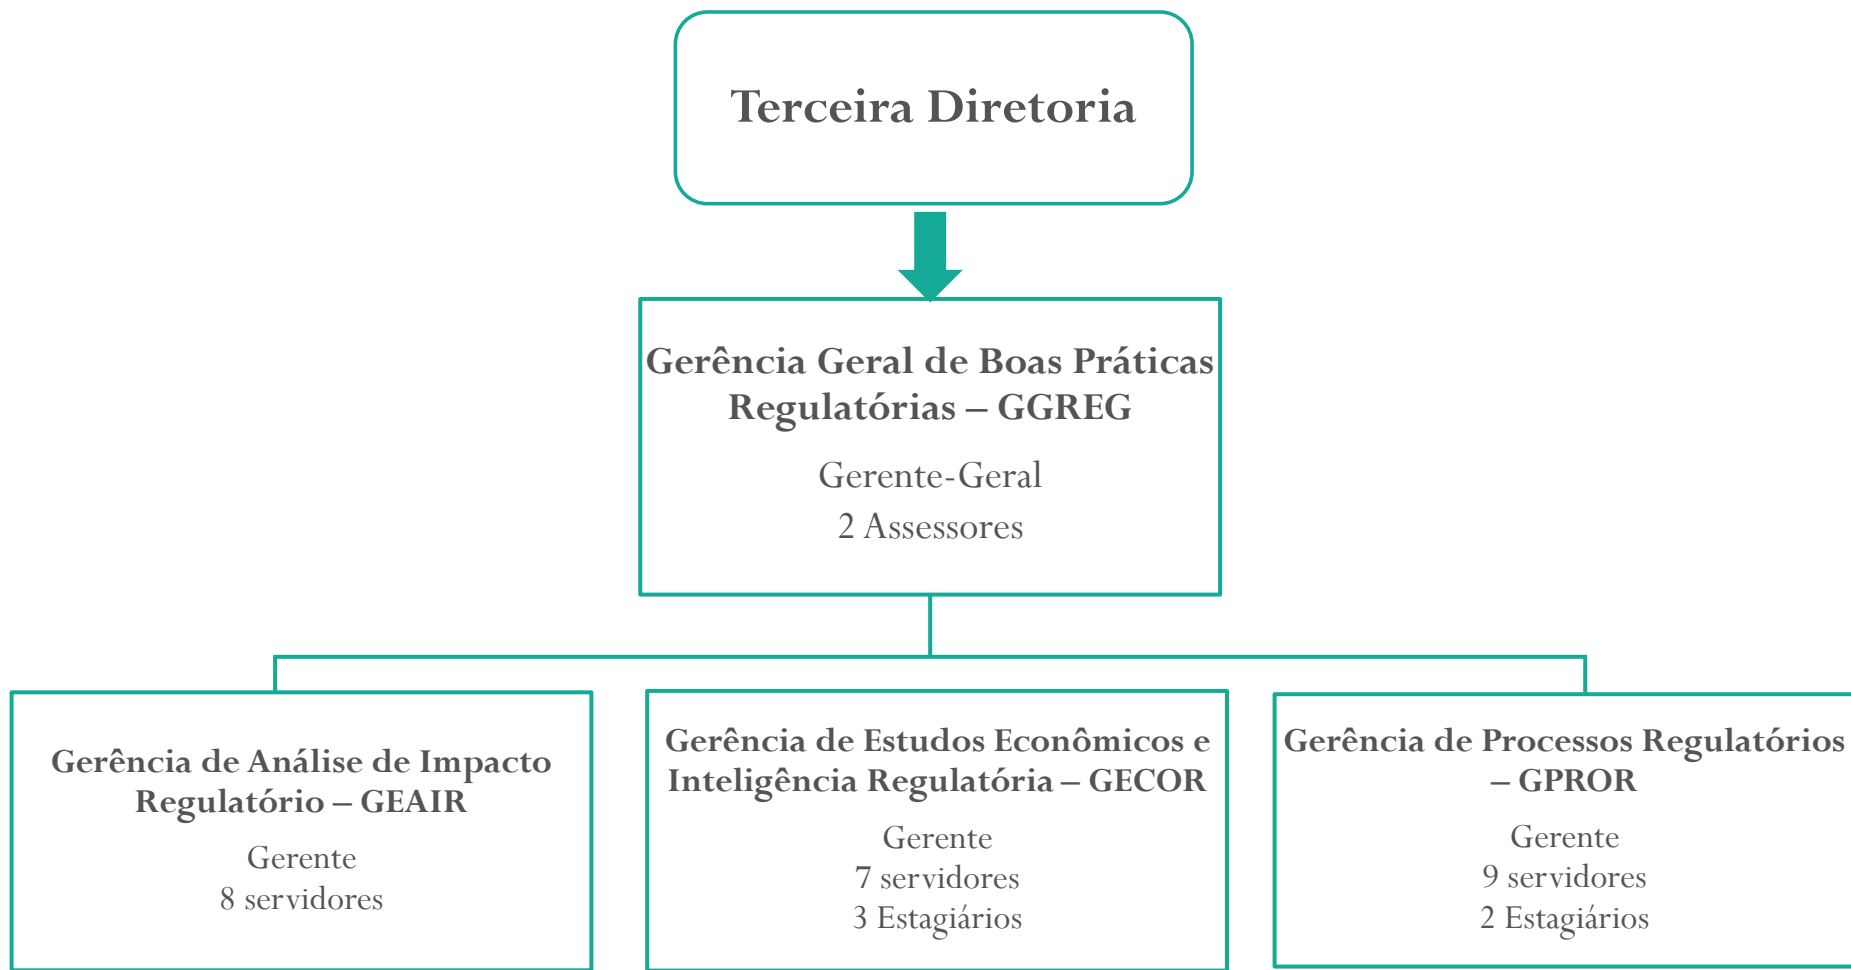 Terceira Diretoria
Gerência Geral de Boas Práticas
Regulatórias – GGREG
Gerente-Geral
2 Assessores
Gerência de Análise de Impacto
Regulatório – GEAIR
Gerente
8 servidores
Gerência de Estudos Econômicos e
Inteligência Regulatória – GECOR
Gerente
7 servidores
3 Estagiários
Gerência de Processos Regulatórios
– GPROR
Gerente
9 servidores
2 Estagiários